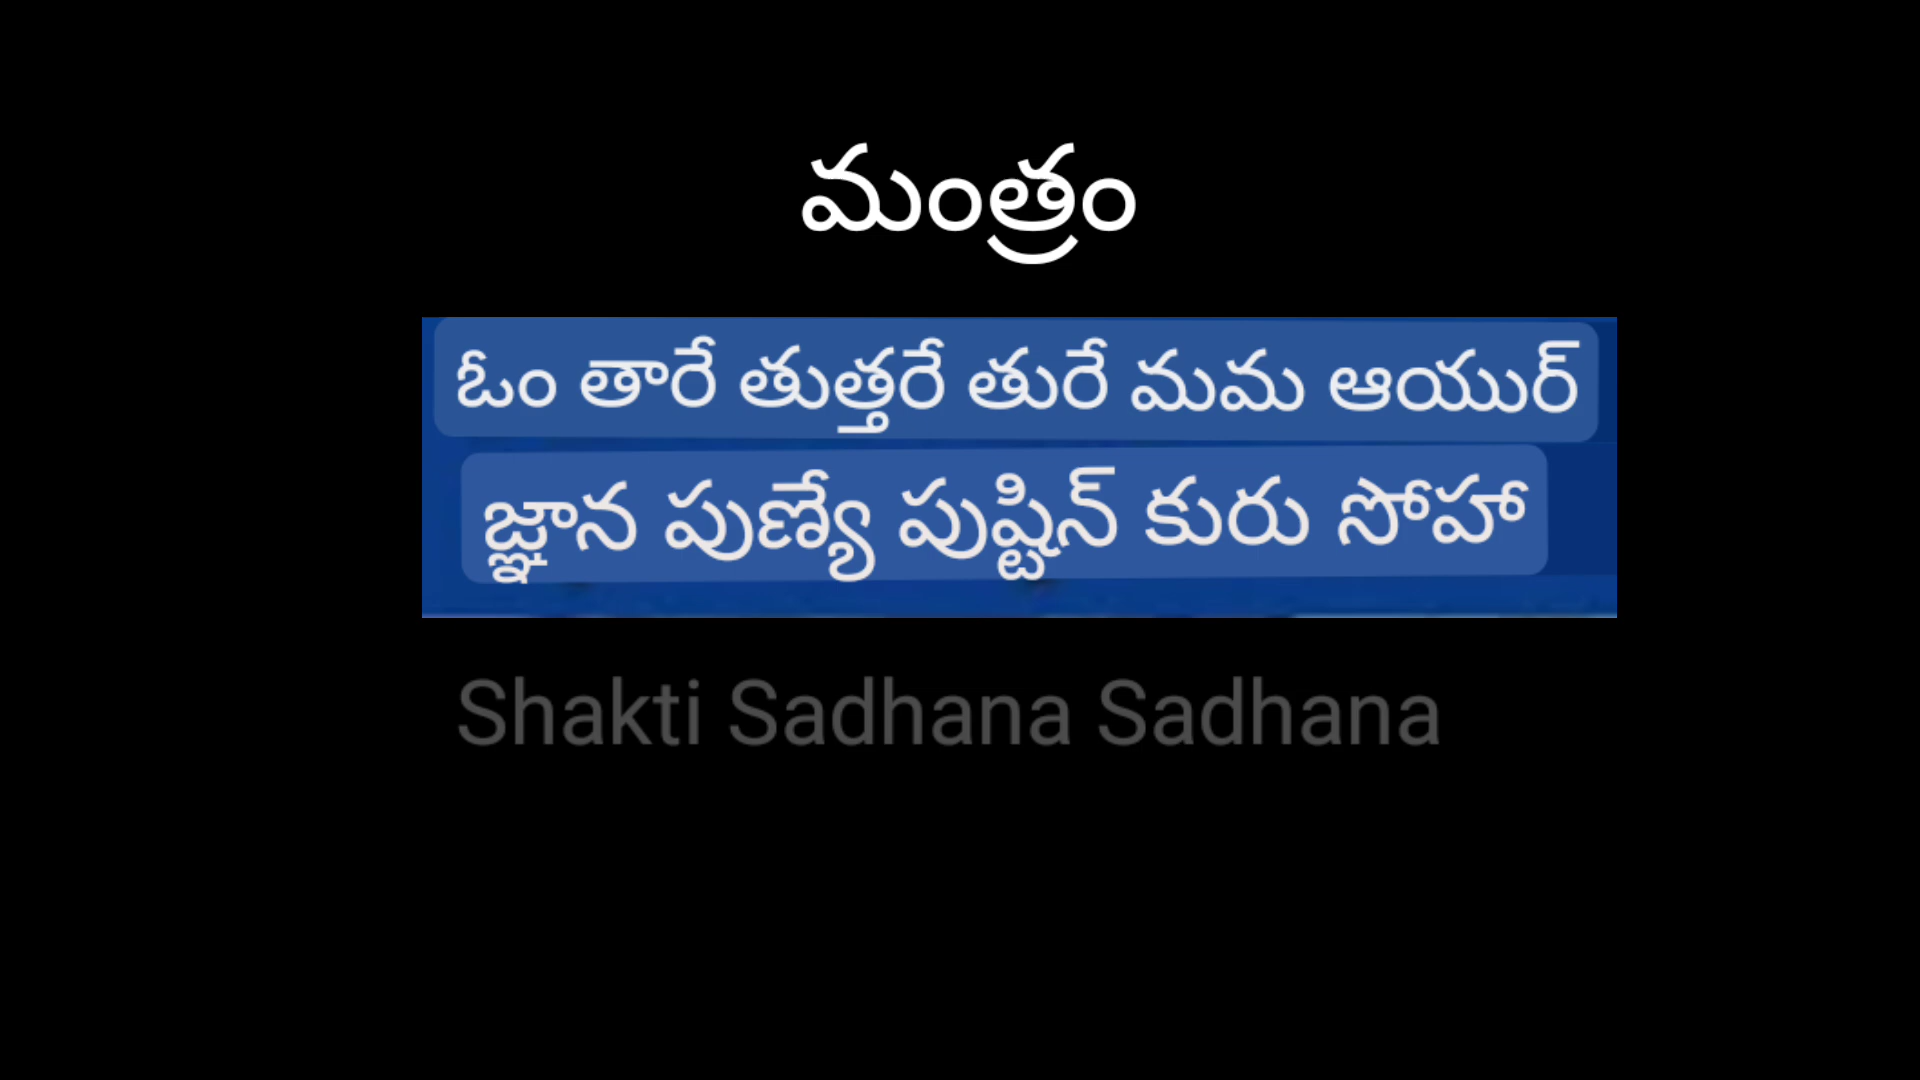 మంత్రం
ఓం తారే తుత్తరే తురే మమ ఆయుర్
జ్ఞాన పుణ్యే పుష్టిన్ కురు సోహా
Shakti Sadhana Sadhana